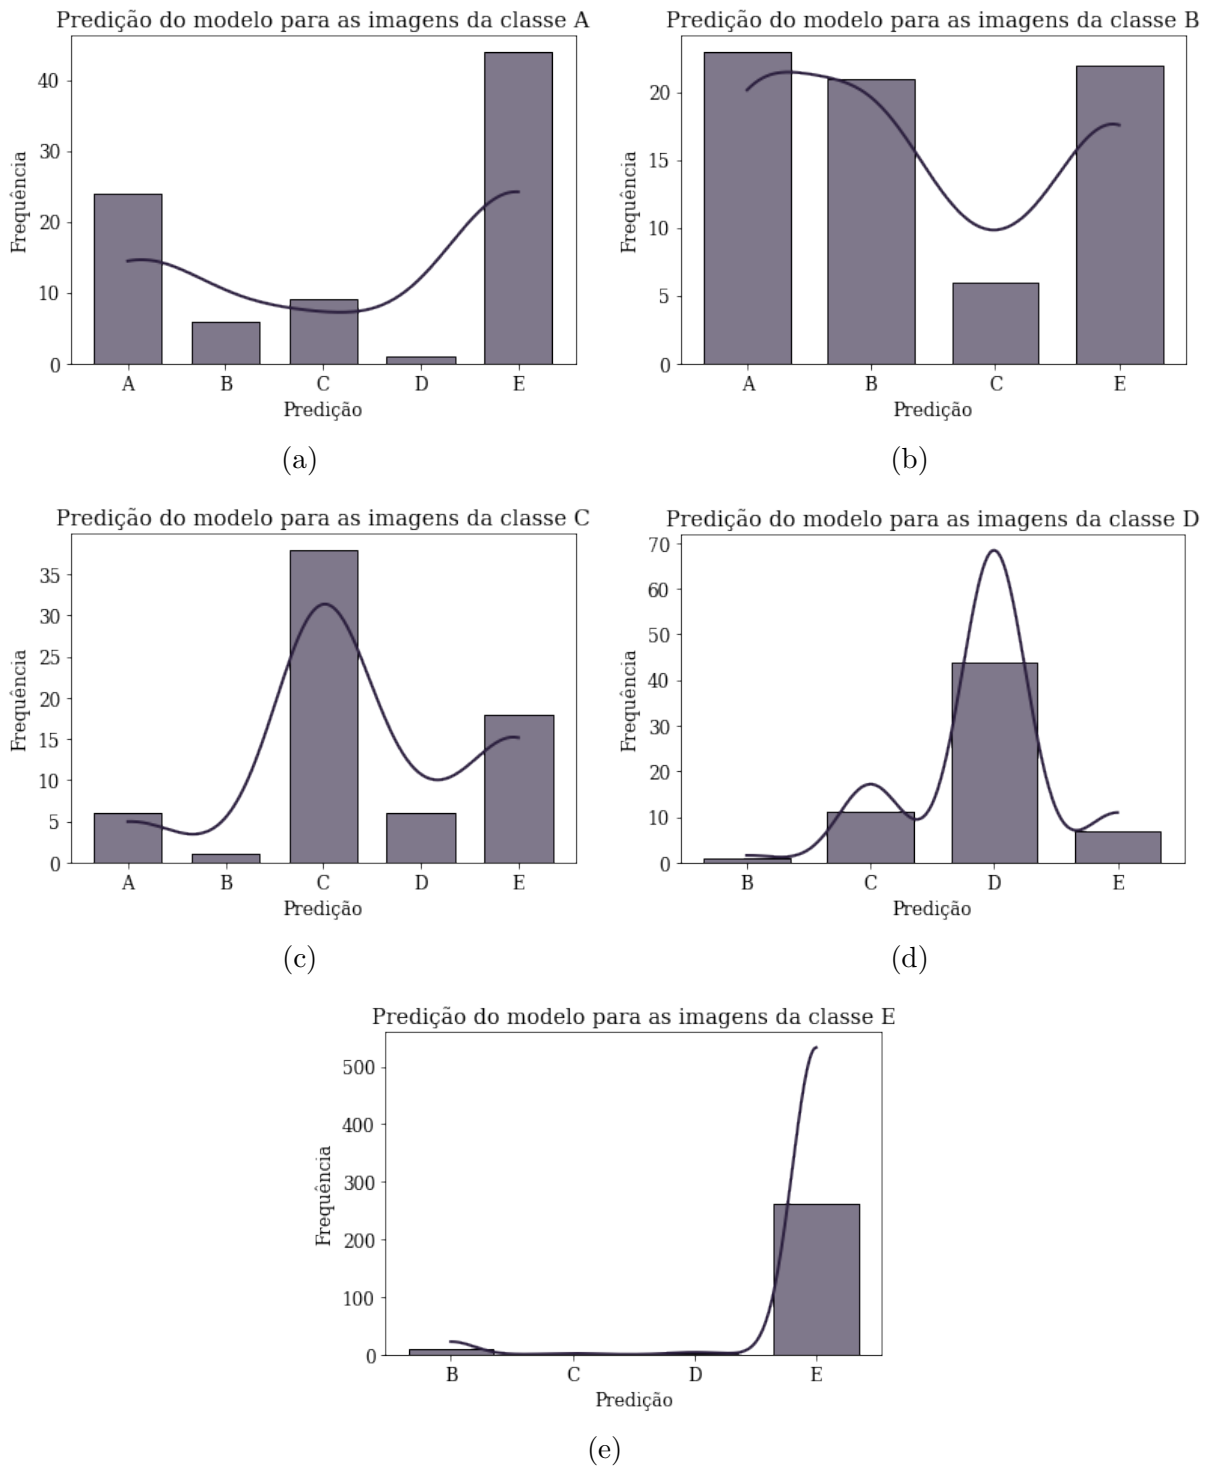 Predição do modelo para as imagens da classe A
Frequência
40
30
20
10
0
A B C D E
Predição
(a)
Predição do modelo para as imagens da classe B
Frequência
20
15
10
5
0
A B C E
Predição
(b)
Predição do modelo para as imagens da classe C
Frequência
35
30
25
20
15
10
5
0
A B C D E
Predição
(c)
Predição do modelo para as imagens da classe D
Frequência
70
60
50
40
30
20
10
0
B C D E
Predição
(d)
Predição do modelo para as imagens da classe E
Frequência
500
400
300
200
100
0
B C D E
Predição
(e)